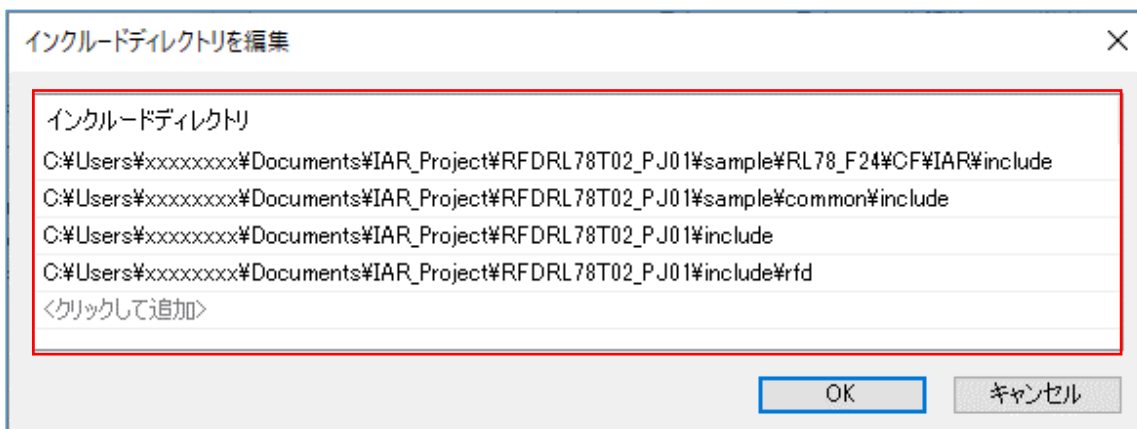 インクルードディレクトリを編集
インクルードディレクトリ
C:¥Users¥xxxxxxxx¥Documents¥IAR_Project¥RFDRL78T02_PJ01¥sample¥RL78_F24¥CF¥IAR¥include
C:¥Users¥xxxxxxxx¥Documents¥IAR_Project¥RFDRL78T02_PJ01¥sample¥common¥include
C:¥Users¥xxxxxxxx¥Documents¥IAR_Project¥RFDRL78T02_PJ01¥include
C:¥Users¥xxxxxxxx¥Documents¥IAR_Project¥RFDRL78T02_PJ01¥include¥rfd
<クリックして追加>
OK キャンセル